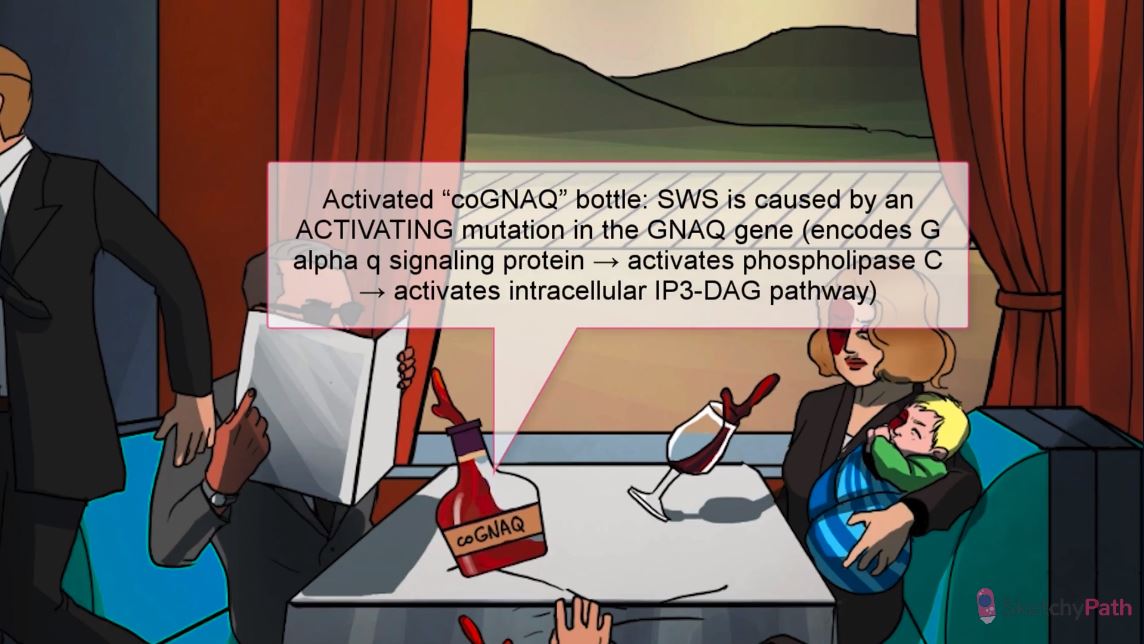 Activated “coGNAQ” bottle: SWS is caused by an
ACTIVATING mutation in the GNAQ gene (encodes G
alpha q signaling protein → activates phospholipase C
→ activates intracellular IP3-DAG pathway)
coGNAQ
SketchyPath